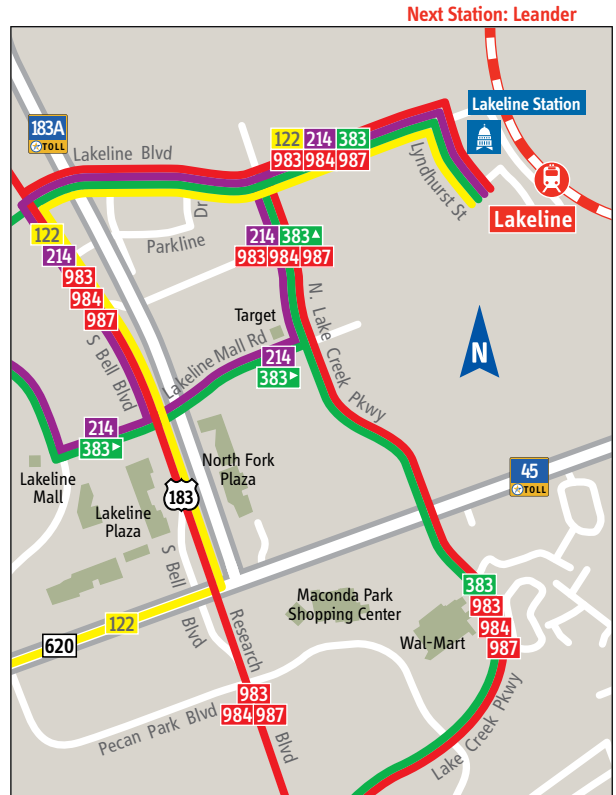 Next Station: Leander
Lakeline Station
183A
TOLL
Lakeline Blvd
122 214 383
983 984 987
Lyndhurst St
Lakeline
Dr
122
214
983
984
987
Parkline
214 383
983 984 987
N. Lake Creek Pkwy
Target
N
S Bell Blvd
Lakeline Mall Rd
214
383
214
383
Lakeline
Mall
North Fork
Plaza
45
TOLL
183
Lakeline
Plaza
S Bell Blvd
383
983
984
987
Maconda Park
Shopping Center
Wal-Mart
122
620
Research Blvd
983
984 987
Pecan Park Blvd
Lake Creek Pkwy